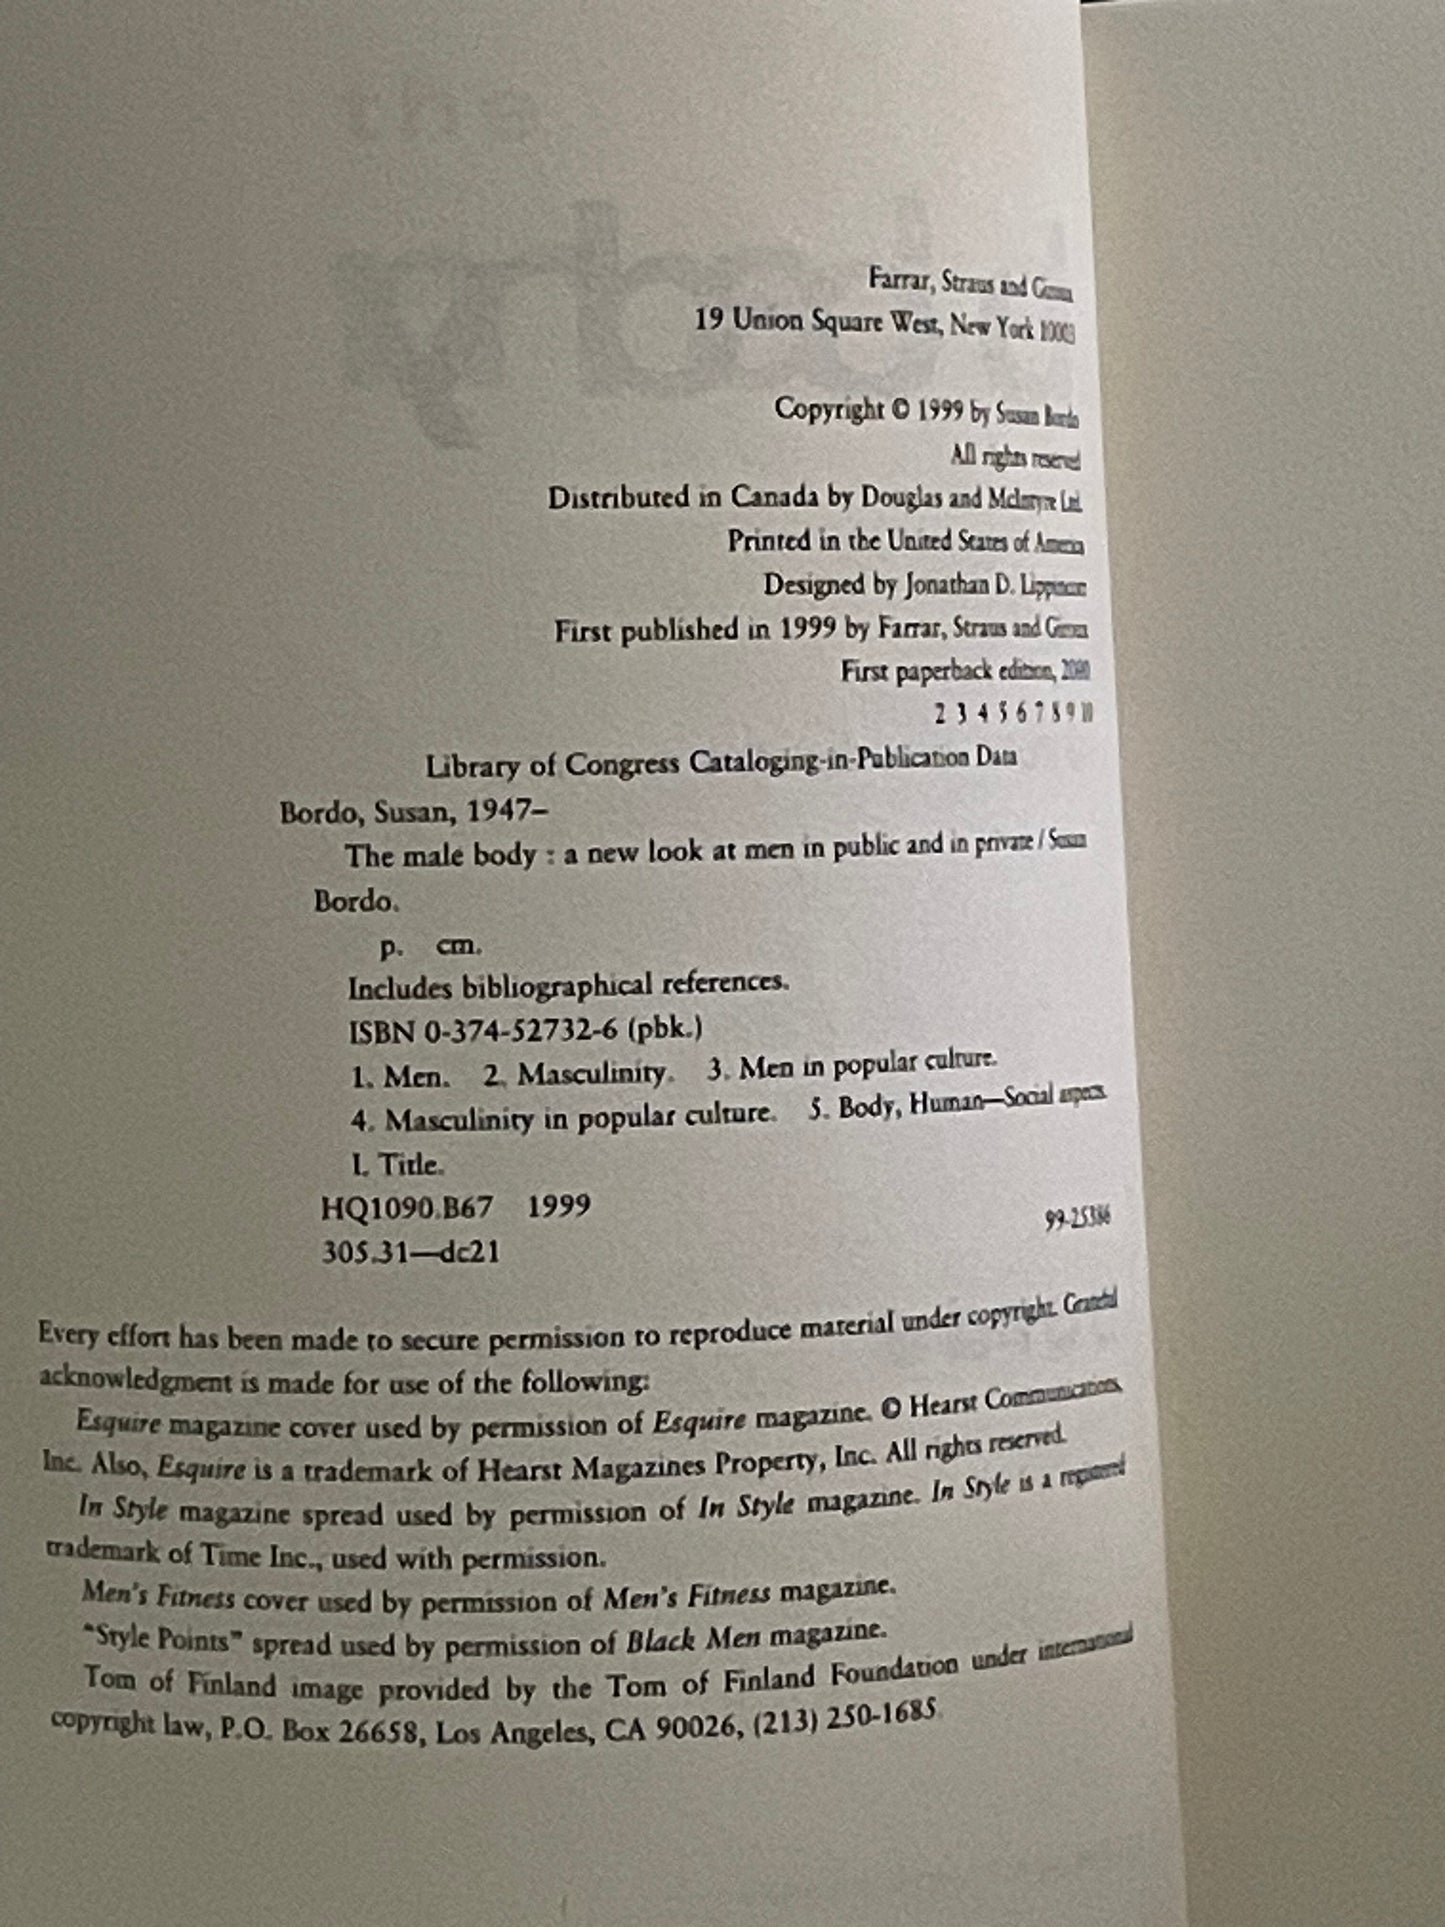 Farrar, Straus and Giroux
19 Union Square West, New York 10003
Copyright © 1999 by Susan Bordo
All rights reserved
Distributed in Canada by Douglas and McIntyre Ltd.
Printed in the United States of America
Designed by Jonathan D. Lippincott
First published in 1999 by Farrar, Straus and Giroux
First paperback edition, 2000
2 3 4 5 6 7 8 9 10
Library of Congress Cataloging-in-Publication Data
Bordo, Susan, 1947–
The male body : a new look at men in public and in private / Susan
Bordo.
p. cm.
Includes bibliographical references.
ISBN 0-374-52732-6 (pbk.)
1. Men. 2. Masculinity. 3. Men in popular culture.
4. Masculinity in popular culture. 5. Body, Human—Social aspects.
I. Title.
HQ1090.B67 1999
305.31—dc21
99-25386
Every effort has been made to secure permission to reproduce material under copyright. Grateful
acknowledgment is made for use of the following:
Esquire magazine cover used by permission of Esquire magazine. © Hearst Communications,
Inc. Also, Esquire is a trademark of Hearst Magazines Property, Inc. All rights reserved.
In Style magazine spread used by permission of In Style magazine. In Style is a registered
trademark of Time Inc., used with permission.
Men's Fitness cover used by permission of Men's Fitness magazine.
“Style Points” spread used by permission of Black Men magazine.
Tom of Finland image provided by the Tom of Finland Foundation under international
copyright law, P.O. Box 26658, Los Angeles, CA 90026, (213) 250-1685.